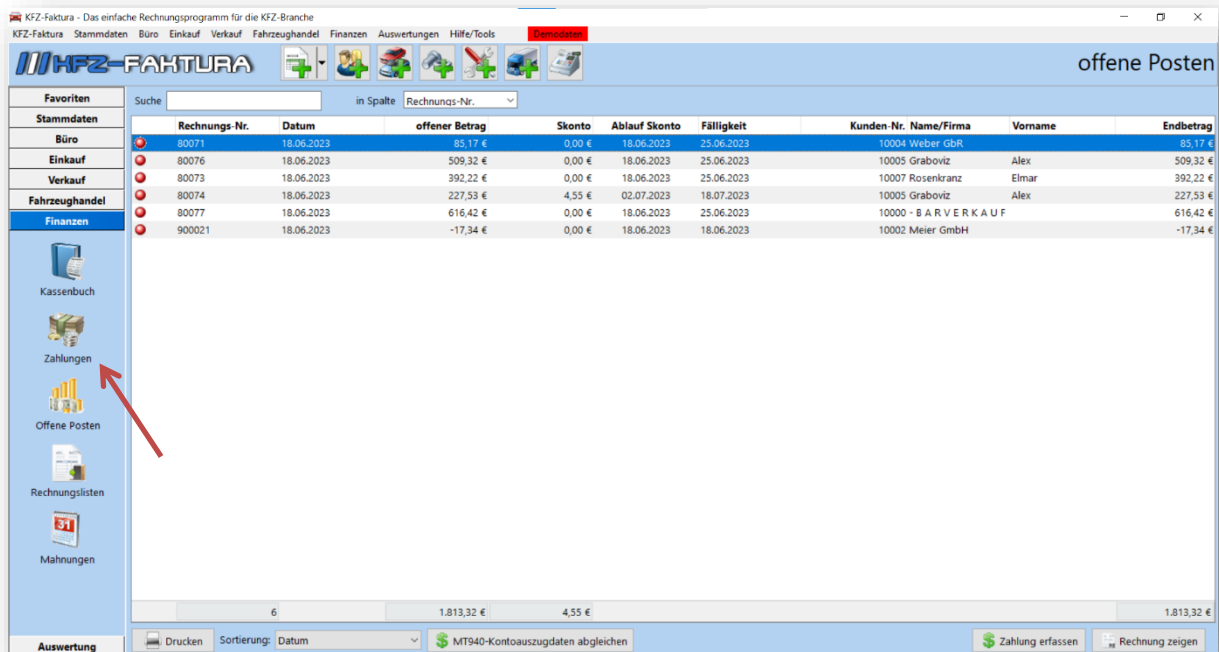 KFZ-Faktura - Das einfache Rechnungsprogramm für die KFZ-Branche
KFZ-Faktura Stammdaten Büro Einkauf Verkauf Fahrzeughandel Finanzen Auswertungen Hilfe/Tools Demodaten
KFZ-FAKTURA offene Posten
Favoriten
Stammdaten
Büro
Einkauf
Verkauf
Fahrzeughandel
Finanzen
Kassenbuch
Zahlungen
Offene Posten
Rechnungslisten
31
Mahnungen
Auswertung
Suche in Spalte Rechnungs-Nr.
Rechnungs-Nr. Datum offener Betrag Skonto Ablauf Skonto Fälligkeit Kunden-Nr. Name/Firma Vorname Endbetrag
80071 18.06.2023 85,17 € 0,00 € 18.06.2023 25.06.2023 10004 Weber GbR 85,17 €
80076 18.06.2023 509,32 € 0,00 € 18.06.2023 25.06.2023 10005 Graboviz Alex 509,32 €
80073 18.06.2023 392,22 € 0,00 € 18.06.2023 25.06.2023 10007 Rosenkranz Elmar 392,22 €
80074 18.06.2023 227,53 € 4,55 € 02.07.2023 18.07.2023 10005 Graboviz Alex 227,53 €
80077 18.06.2023 616,42 € 0,00 € 18.06.2023 25.06.2023 10000 - B A R V E R K A U F 616,42 €
900021 18.06.2023 -17,34 € 0,00 € 18.06.2023 18.06.2023 10002 Meier GmbH -17,34 €
6 1.813,32 € 4,55 € 1.813,32 €
Drucken Sortierung: Datum MT940-Kontoauszugdaten abgleichen Zahlung erfassen Rechnung zeigen